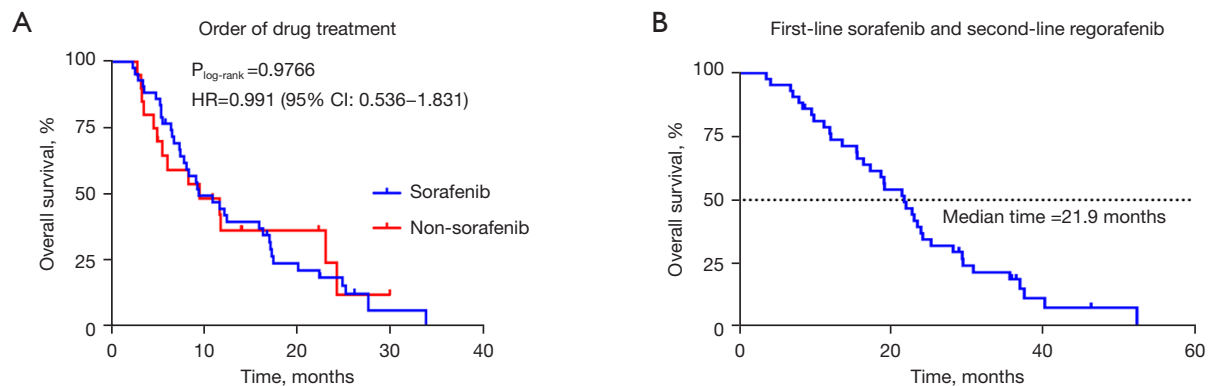 A
Order of drug treatment
P log-rank =0.9766
HR=0.991 (95% CI: 0.536–1.831)
Sorafenib
Non-sorafenib
Overall survival, %
100
75
50
25
0
0 10 20 30 40
Time, months
B
First-line sorafenib and second-line regorafenib
Median time =21.9 months
Overall survival, %
100
75
50
25
0
0 20 40 60
Time, months